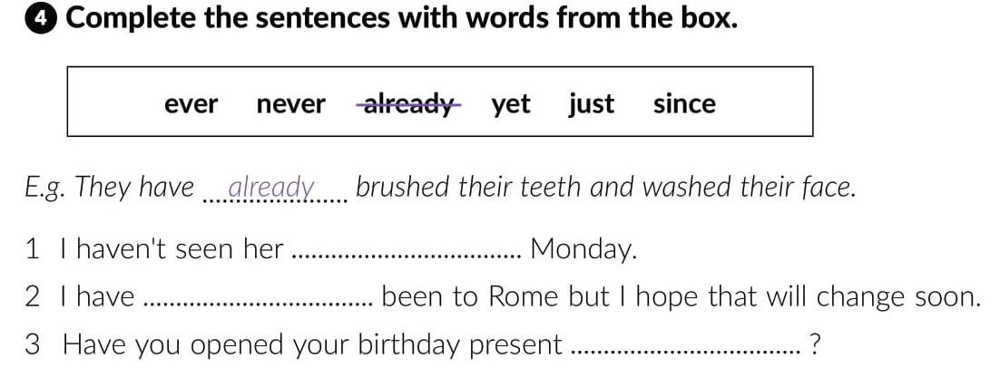 4 Complete the sentences with words from the box.
ever never already yet just since
E.g. They have ....already.... brushed their teeth and washed their face.
1 I haven't seen her .................................. Monday.
2 I have .................................. been to Rome but I hope that will change soon.
3 Have you opened your birthday present .................................. ?